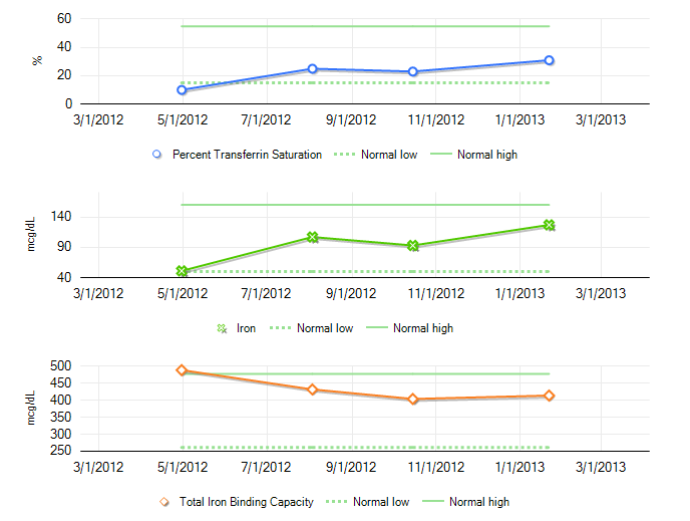 60
40
20
0
%
3/1/2012 5/1/2012 7/1/2012 9/1/2012 11/1/2012 1/1/2013 3/1/2013
Percent Transferrin Saturation Normal low Normal high
140
90
40
mcg/dL
3/1/2012 5/1/2012 7/1/2012 9/1/2012 11/1/2012 1/1/2013 3/1/2013
Iron Normal low Normal high
500
450
400
350
300
250
mcg/dL
3/1/2012 5/1/2012 7/1/2012 9/1/2012 11/1/2012 1/1/2013 3/1/2013
Total Iron Binding Capacity Normal low Normal high